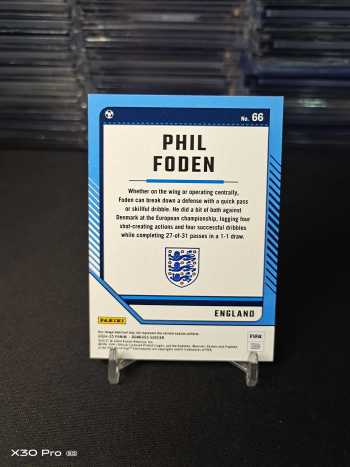 No. 66
PHIL
FODEN
Whether on the wing or operating centrally,
Foden can break down a defense with a quick pass
or skillful dribble. He did a bit of both against
Denmark at the European championship, logging four
shot-creating actions and four successful dribbles
while completing 27-of-31 passes in a 1-1 draw.
ENGLAND
PANINI
FIFA
X30 Pro